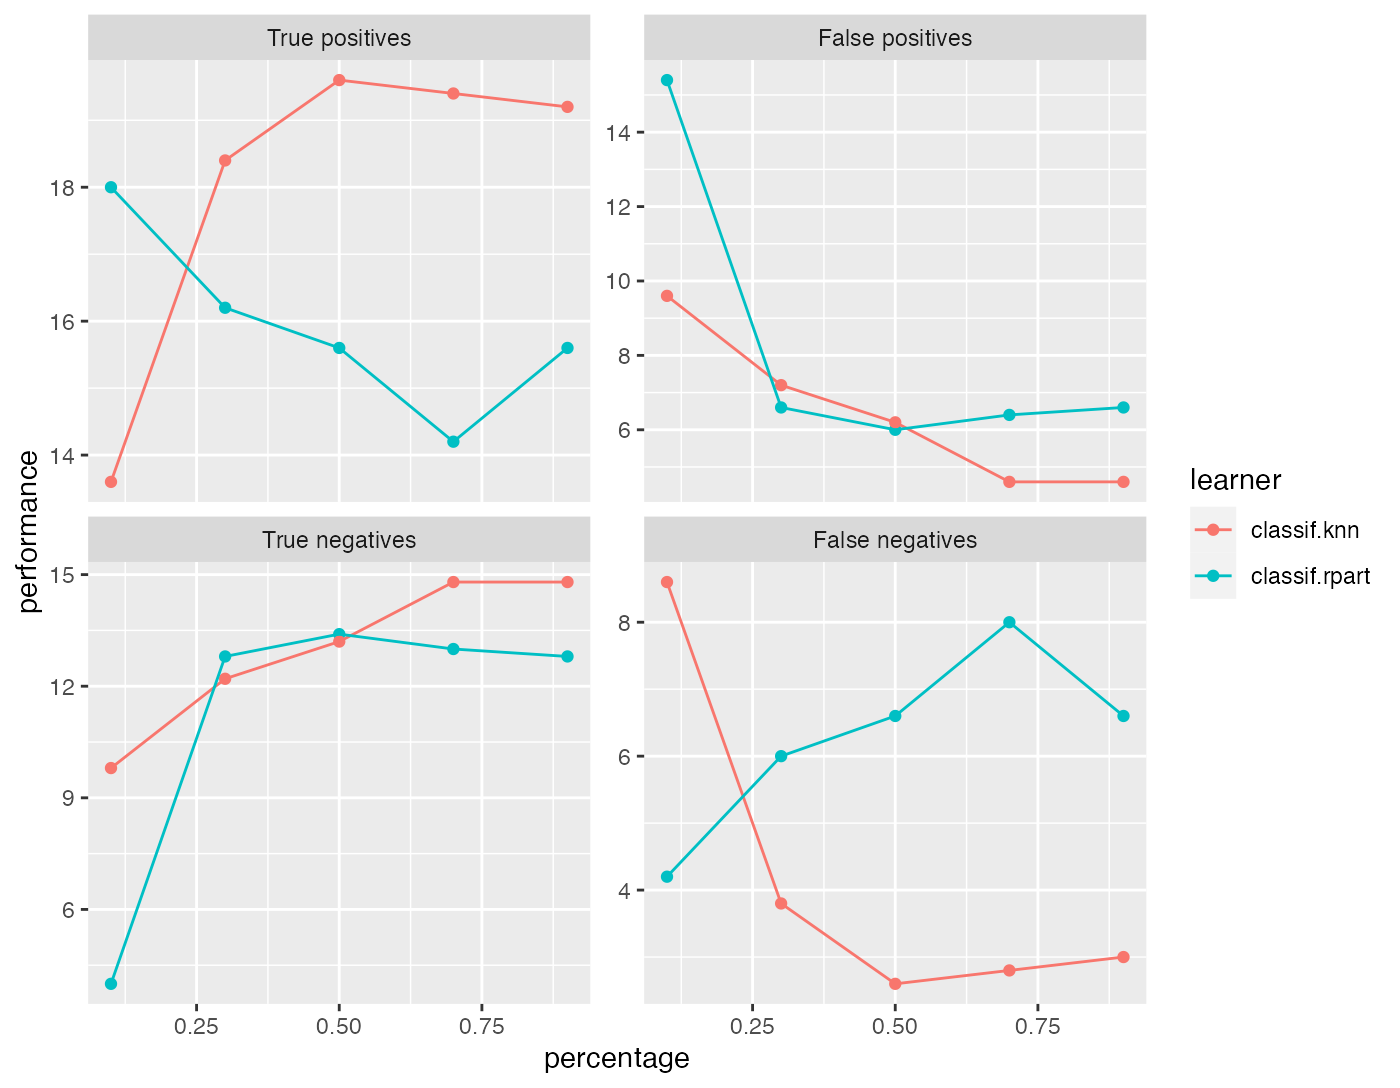 True positives
False positives
18
16
14
14
12
10
8
6
performance
True negatives
False negatives
15
12
9
6
8
6
4
0.25
0.50
0.75
0.25
0.50
0.75
percentage
learner
classif.knn
classif.rpart